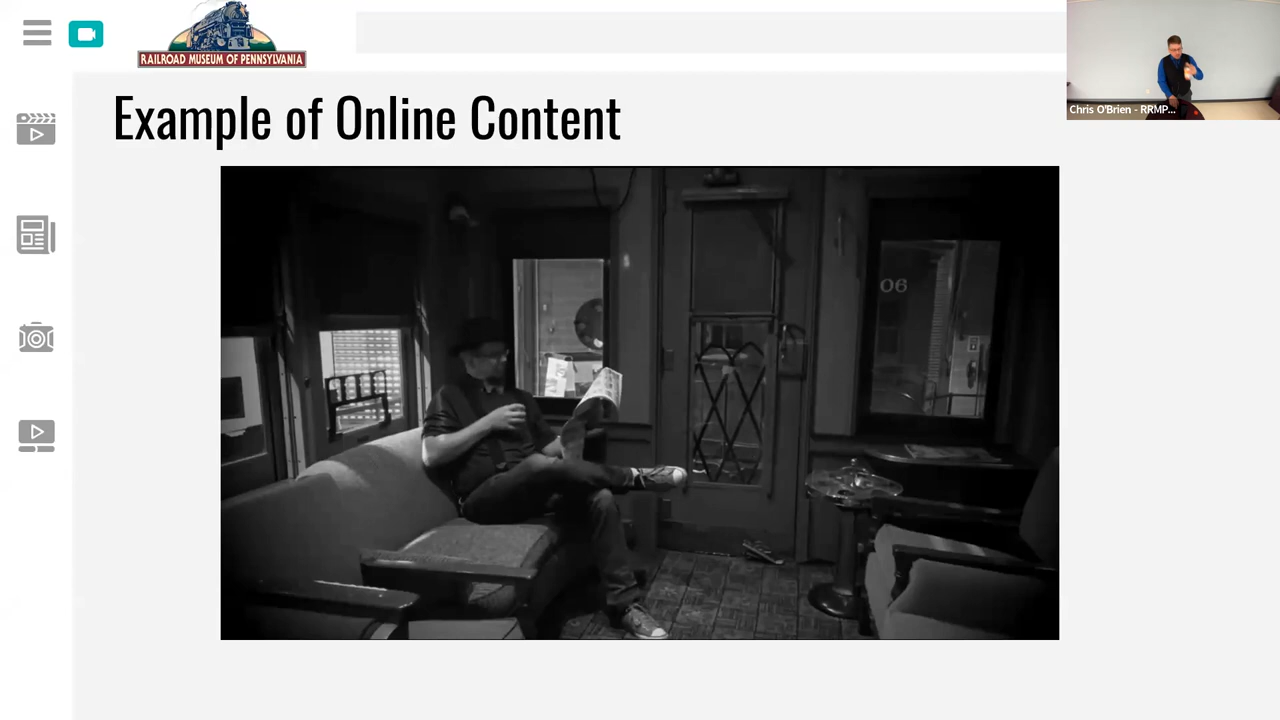 RAILROAD MUSEUM OF PENNSYLVANIA
Chris O'Brien - RRMP...
Example of Online Content
06